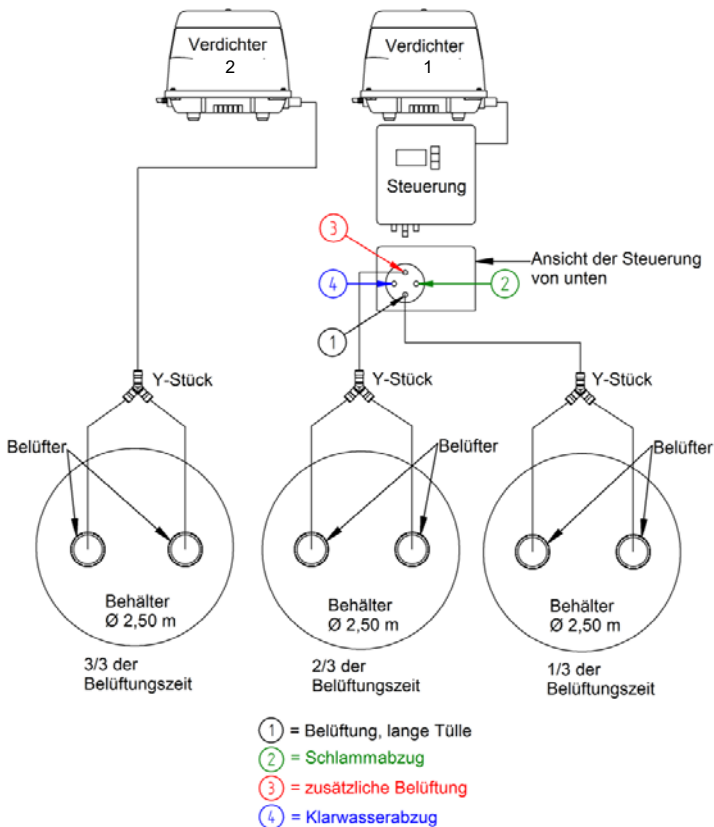 Verdichter
2
Verdichter
1
Steuerung
3
4
2
1
Ansicht der Steuerung
von unten
Y-Stück
Y-Stück
Y-Stück
Belüfter
Belüfter
Belüfter
Behälter
Ø 2,50 m
Behälter
Ø 2,50 m
Behälter
Ø 2,50 m
3/3 der
Belüftungszeit
2/3 der
Belüftungszeit
1/3 der
Belüftungszeit
1 = Belüftung, lange Tülle
2 = Schlammabzug
3 = zusätzliche Belüftung
4 = Klarwasserabzug